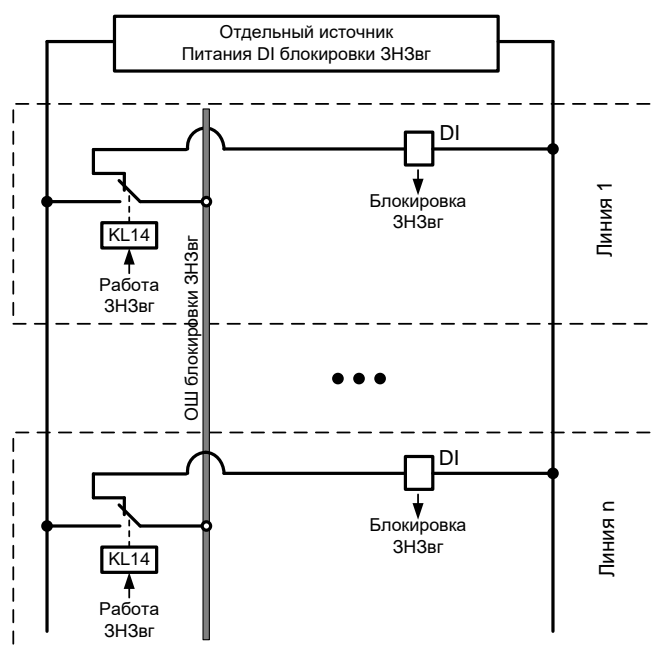 Отдельный источник
Питания DI блокировки ЗНЗвг
DI
Блокировка
ЗНЗвг
KL14
Работа
ЗНЗвг
Линия 1
ОШ блокировки ЗНЗвг
DI
Блокировка
ЗНЗвг
KL14
Работа
ЗНЗвг
Линия n